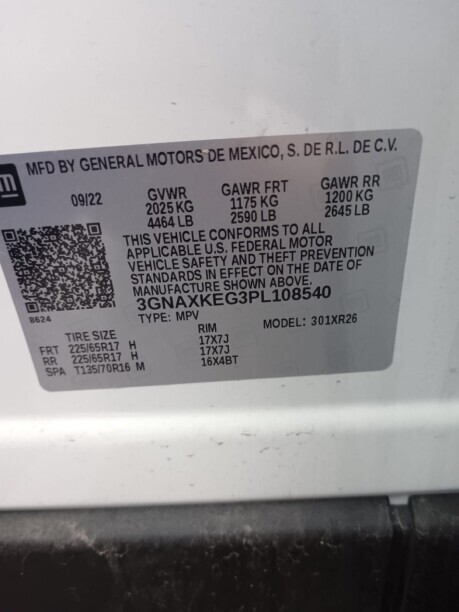 gm
MFD BY GENERAL MOTORS DE MEXICO, S. DE R.L. DE C.V.
09/22 GVWR GAWR FRT GAWR RR
2025 KG 1175 KG 1200 KG
4464 LB 2590 LB 2645 LB
THIS VEHICLE CONFORMS TO ALL
APPLICABLE U.S. FEDERAL MOTOR
VEHICLE SAFETY AND THEFT PREVENTION
STANDARDS IN EFFECT ON THE DATE OF
MANUFACTURE SHOWN ABOVE.
3GNAXKEG3PL108540
8624 TYPE: MPV MODEL: 301XR26
TIRE SIZE RIM
FRT 225/65R17 H 17X7J
RR 225/65R17 H 17X7J
SPA T135/70R16 M 16X4BT